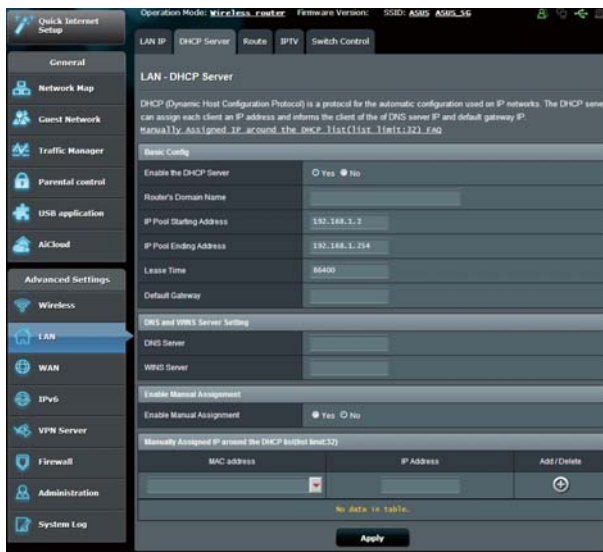 Operation Mode: Wireless router Firmware Version: SSID: ASUS ASUS_5G
Quick Internet
Setup
LAN IP DHCP Server Route IPTV Switch Control
General
Network Map
Guest Network
Traffic Manager
Parental control
USB application
AiCloud
Advanced Settings
Wireless
LAN
WAN
IPv6
VPN Server
Firewall
Administration
System Log
LAN - DHCP Server
DHCP (Dynamic Host Configuration Protocol) is a protocol for the automatic configuration used on IP networks. The DHCP serve
can assign each client an IP address and informs the client of the of DNS server IP and default gateway IP.
Manually Assigned IP around the DHCP list(list limit:32) FAQ
Basic Config
Enable the DHCP Server Yes No
Router's Domain Name
IP Pool Starting Address 192.168.1.2
IP Pool Ending Address 192.168.1.254
Lease Time 86400
Default Gateway
DNS and WINS Server Setting
DNS Server
WINS Server
Enable Manual Assignment
Enable Manual Assignment Yes No
Manually Assigned IP around the DHCP list(list limit:32)
MAC address IP Address Add / Delete
No data in table.
Apply